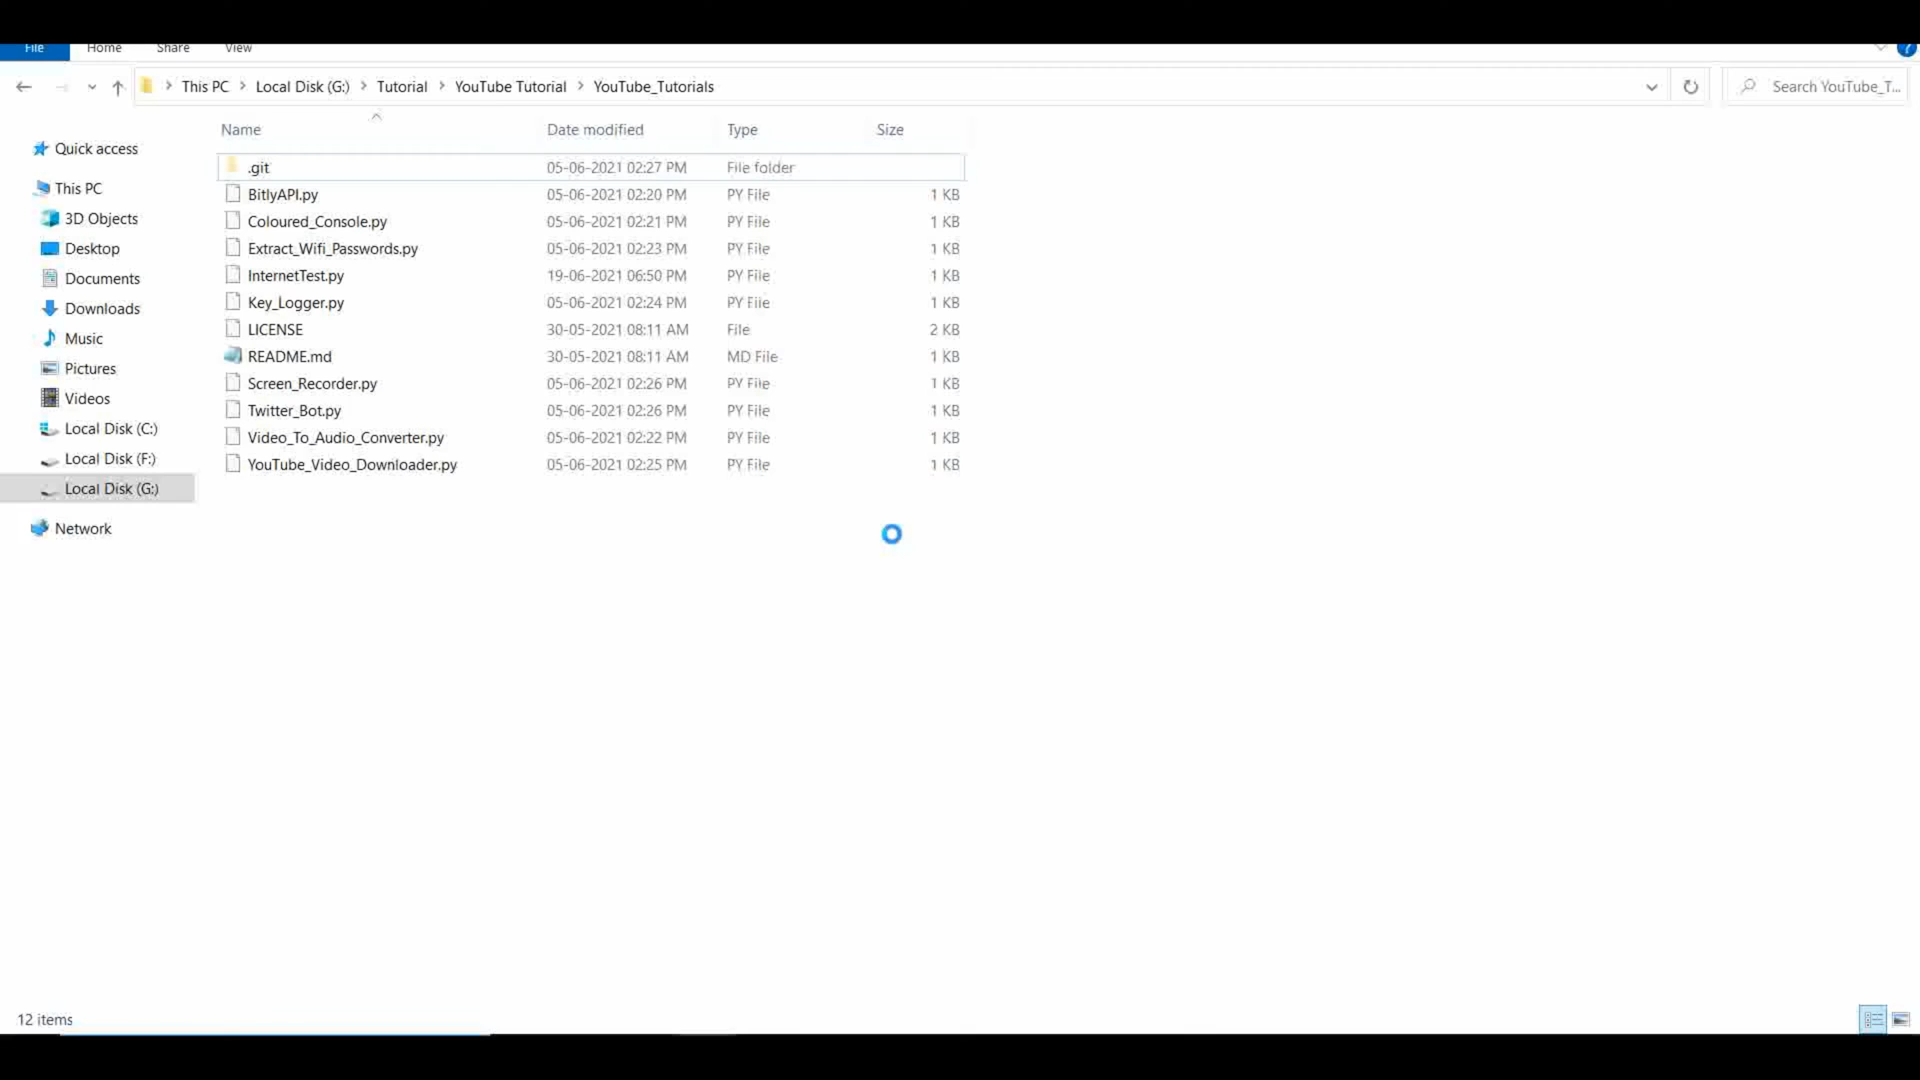 File Home Share View
This PC Local Disk (G:) Tutorial YouTube Tutorial YouTube_Tutorials Search YouTube_T...
Name Date modified Type Size
Quick access
This PC
3D Objects
Desktop
Documents
Downloads
Music
Pictures
Videos
Local Disk (C:)
Local Disk (F:)
Local Disk (G:)
Network
.git 05-06-2021 02:27 PM File folder
BitlyAPI.py 05-06-2021 02:20 PM PY File 1 KB
Coloured_Console.py 05-06-2021 02:21 PM PY File 1 KB
Extract_Wifi_Passwords.py 05-06-2021 02:23 PM PY File 1 KB
InternetTest.py 19-06-2021 06:50 PM PY File 1 KB
Key_Logger.py 05-06-2021 02:24 PM PY File 1 KB
LICENSE 30-05-2021 08:11 AM File 2 KB
README.md 30-05-2021 08:11 AM MD File 1 KB
Screen_Recorder.py 05-06-2021 02:26 PM PY File 1 KB
Twitter_Bot.py 05-06-2021 02:26 PM PY File 1 KB
Video_To_Audio_Converter.py 05-06-2021 02:22 PM PY File 1 KB
YouTube_Video_Downloader.py 05-06-2021 02:25 PM PY File 1 KB
12 items